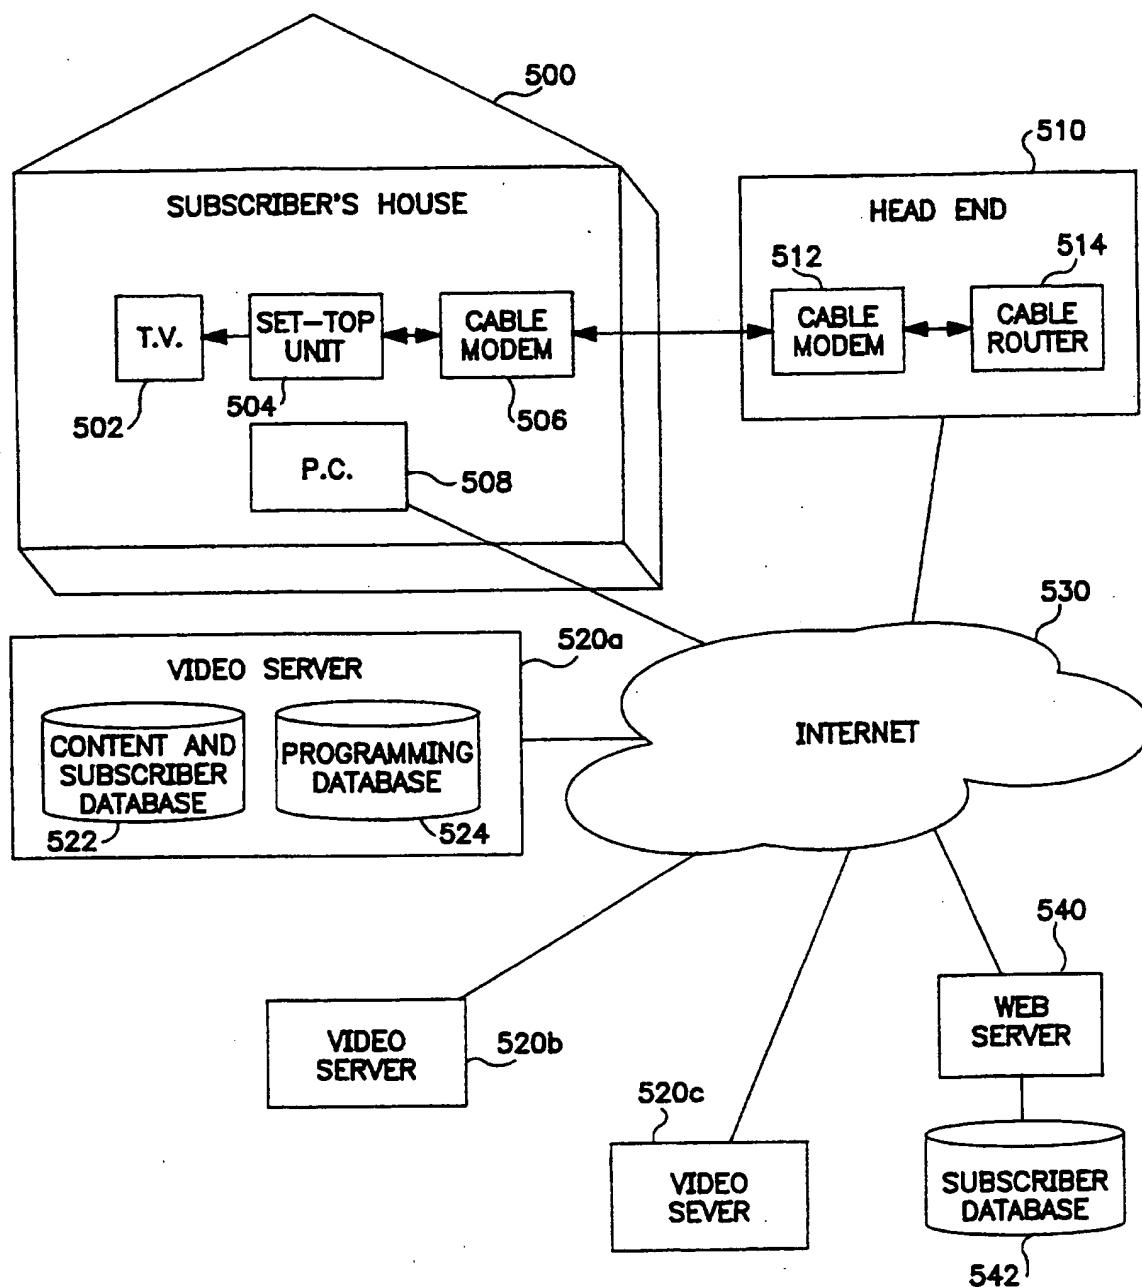 500
510
SUBSCRIBER'S HOUSE
HEAD END
512
514
T.V.
SET-TOP
UNIT
CABLE
MODEM
CABLE
MODEM
CABLE
ROUTER
502
504
506
P.C.
508
530
520a
VIDEO SERVER
CONTENT AND
SUBSCRIBER
DATABASE
PROGRAMMING
DATABASE
INTERNET
522
524
540
VIDEO
SERVER
520b
WEB
SERVER
520c
VIDEO
SEVER
SUBSCRIBER
DATABASE
542